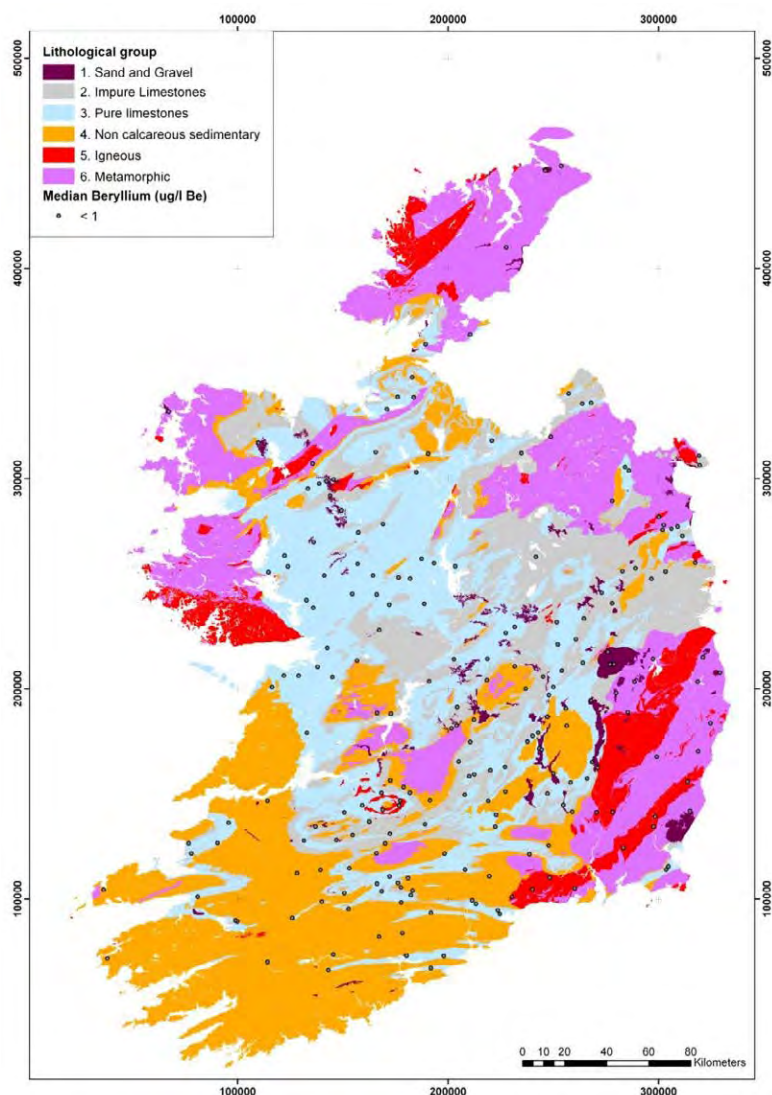 100000 200000 300000
Lithological group
1. Sand and Gravel
2. Impure Limestones
3. Pure limestones
4. Non calcareous sedimentary
5. Igneous
6. Metamorphic
Median Beryllium (ug/l Be)
< 1
500000 500000
400000 400000
300000 300000
200000 200000
100000 100000
0 10 20 40 60 80
Kilometers
100000 200000 300000